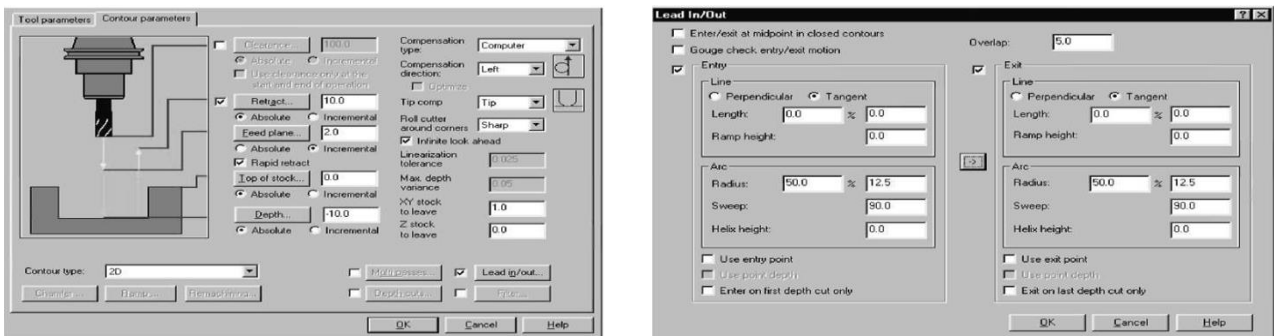 Tool parameters Contour parameters
Clearance... 100.0
Absolute Incremental
Use clearance only at the
start and end of operation
Retract... 10.0
Absolute Incremental
Feed plane... 2.0
Absolute Incremental
Rapid retract
Top of stock... 0.0
Absolute Incremental
Depth... -10.0
Absolute Incremental
Compensation
type: Computer
Compensation
direction: Left
Optimize
Tip comp Tip
Roll cutter
around corners Sharp
Infinite look ahead
Linearization
tolerance 0.025
Max. depth
variance 0.05
XY stock
to leave 1.0
Z stock
to leave 0.0
Contour type: 2D
Chamfer... Ramp... Remachining...
Multi passes... Lead in/out...
Depth cuts... Filter...
OK Cancel Help
Lead In/Out
Enter/exit at midpoint in closed contours
Gouge check entry/exit motion
Overlap: 5.0
Entry
Line
Perpendicular Tangent
Length: 0.0 % 0.0
Ramp height: 0.0
Arc
Radius: 50.0 % 12.5
Sweep: 90.0
Helix height: 0.0
Use entry point
Use point depth
Enter on first depth cut only
Exit
Line
Perpendicular Tangent
Length: 0.0 % 0.0
Ramp height: 0.0
Arc
Radius: 50.0 % 12.5
Sweep: 90.0
Helix height: 0.0
Use exit point
Use point depth
Exit on last depth cut only
OK Cancel Help